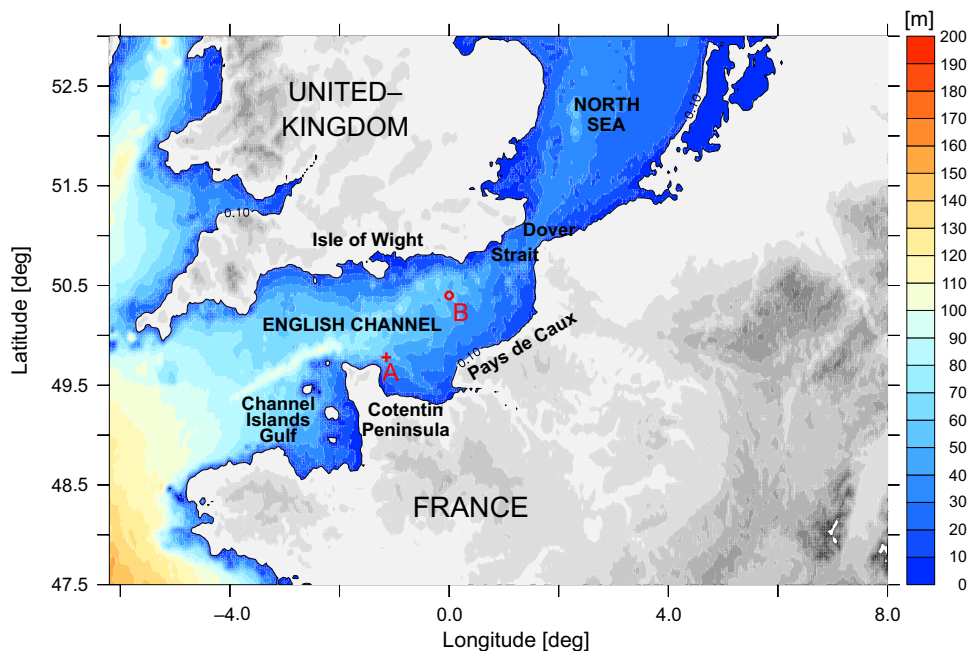 [m]
200
190
180
170
160
150
140
130
120
110
100
90
80
70
60
50
40
30
20
10
0
52.5
51.5
50.5
49.5
48.5
47.5
Latitude [deg]
UNITED–
KINGDOM
NORTH
SEA
0.10
0.10
Isle of Wight
Dover
Strait
ENGLISH CHANNEL
B
A
0.10
Pays de Caux
Channel
Islands
Gulf
Cotentin
Peninsula
FRANCE
–4.0
0.0
4.0
8.0
Longitude [deg]